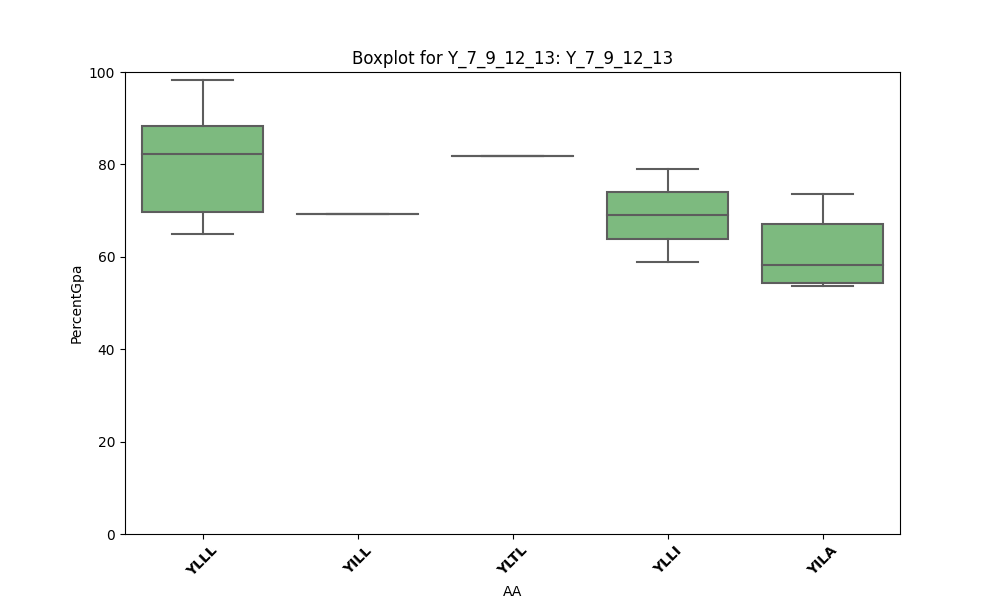 Boxplot for Y_7_9_12_13: Y_7_9_12_13
PercentGpa
100
80
60
40
20
0
YLLL
YILL
YLTL
YLLI
YILA
AA